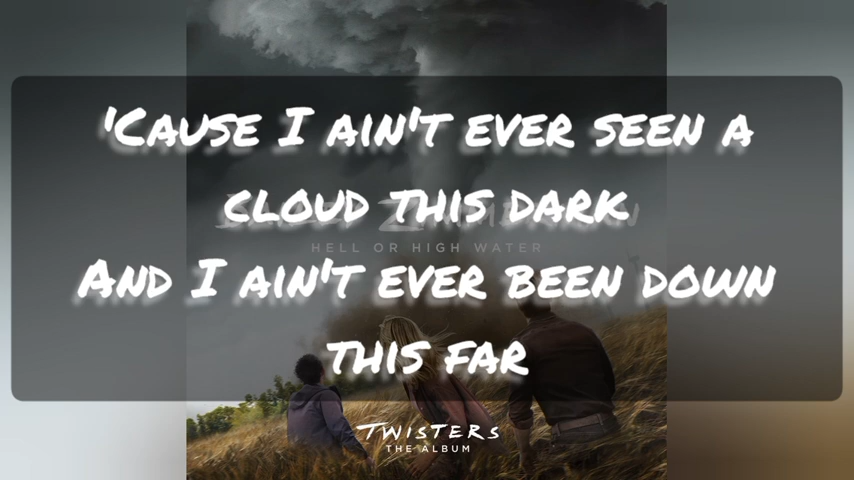 'Cause I ain't ever seen a
cloud this dark
HELL OR HIGH WATER
And I ain't ever been down
this far
TWISTERS
THE ALBUM